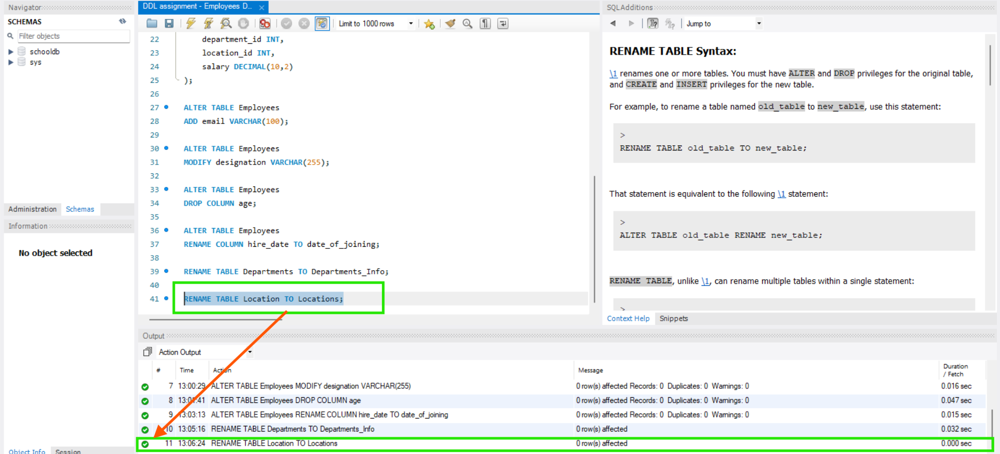 Navigator
SCHEMAS
Filter objects
schooldb
sys
Administration Schemas
Information
No object selected
Object Info Session
DDL assignment - Employees D...
Limit to 1000 rows
22 department_id INT,
23 location_id INT,
24 salary DECIMAL(10,2)
25 );
26
27 ALTER TABLE Employees
28 ADD email VARCHAR(100);
29
30 ALTER TABLE Employees
31 MODIFY designation VARCHAR(255);
32
33 ALTER TABLE Employees
34 DROP COLUMN age;
35
36 ALTER TABLE Employees
37 RENAME COLUMN hire_date TO date_of_joining;
38
39 RENAME TABLE Departments TO Departments_Info;
40
41 RENAME TABLE Location TO Locations;
SQLAdditions
Jump to
RENAME TABLE Syntax:
\1 renames one or more tables. You must have ALTER and DROP privileges for the original table,
and CREATE and INSERT privileges for the new table.
For example, to rename a table named old_table to new_table, use this statement:
>
RENAME TABLE old_table TO new_table;
That statement is equivalent to the following \1 statement:
>
ALTER TABLE old_table RENAME new_table;
RENAME TABLE, unlike \1, can rename multiple tables within a single statement:
>
Context Help Snippets
Output
Action Output
# Time Action Message Duration / Fetch
7 13:00:29 ALTER TABLE Employees MODIFY designation VARCHAR(255) 0 row(s) affected Records: 0 Duplicates: 0 Warnings: 0 0.016 sec
8 13:01:41 ALTER TABLE Employees DROP COLUMN age 0 row(s) affected Records: 0 Duplicates: 0 Warnings: 0 0.047 sec
9 13:03:13 ALTER TABLE Employees RENAME COLUMN hire_date TO date_of_joining 0 row(s) affected Records: 0 Duplicates: 0 Warnings: 0 0.015 sec
10 13:05:16 RENAME TABLE Departments TO Departments_Info 0 row(s) affected 0.032 sec
11 13:06:24 RENAME TABLE Location TO Locations 0 row(s) affected 0.000 sec